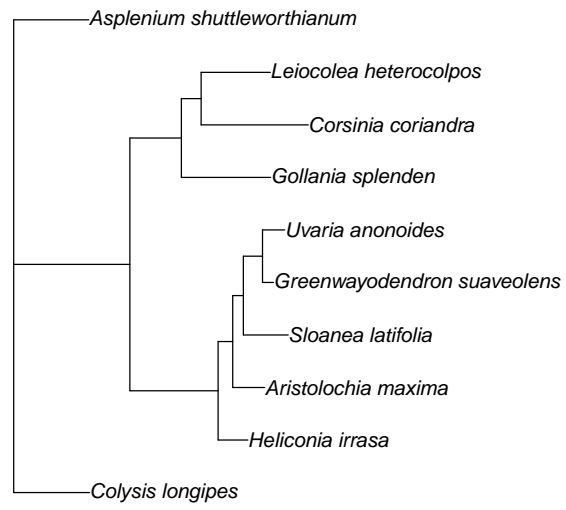 Asplenium shuttleworthianum
Leiocolea heterocolpos
Corsinia coriandra
Gollania splenden
Uvaria anonoides
Greenwayodendron suaveolens
Sloanea latifolia
Aristolochia maxima
Heliconia irrasa
Colysis longipes